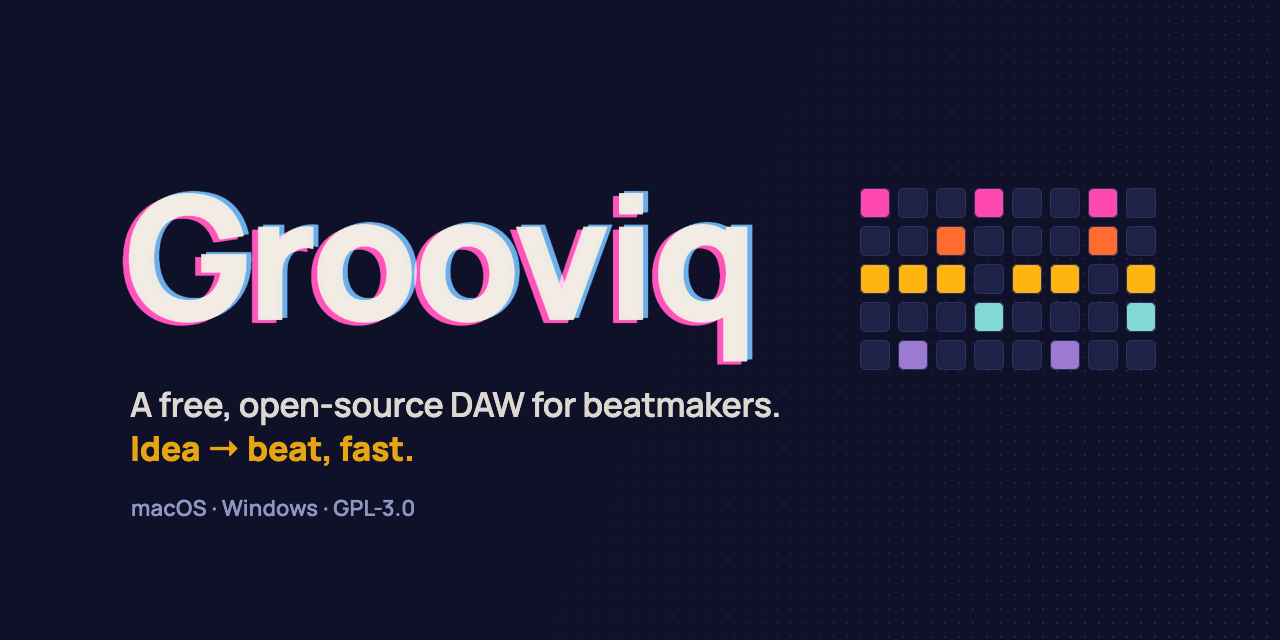 Grooviq
A free, open-source DAW for beatmakers.
Idea → beat, fast.
macOS · Windows · GPL-3.0